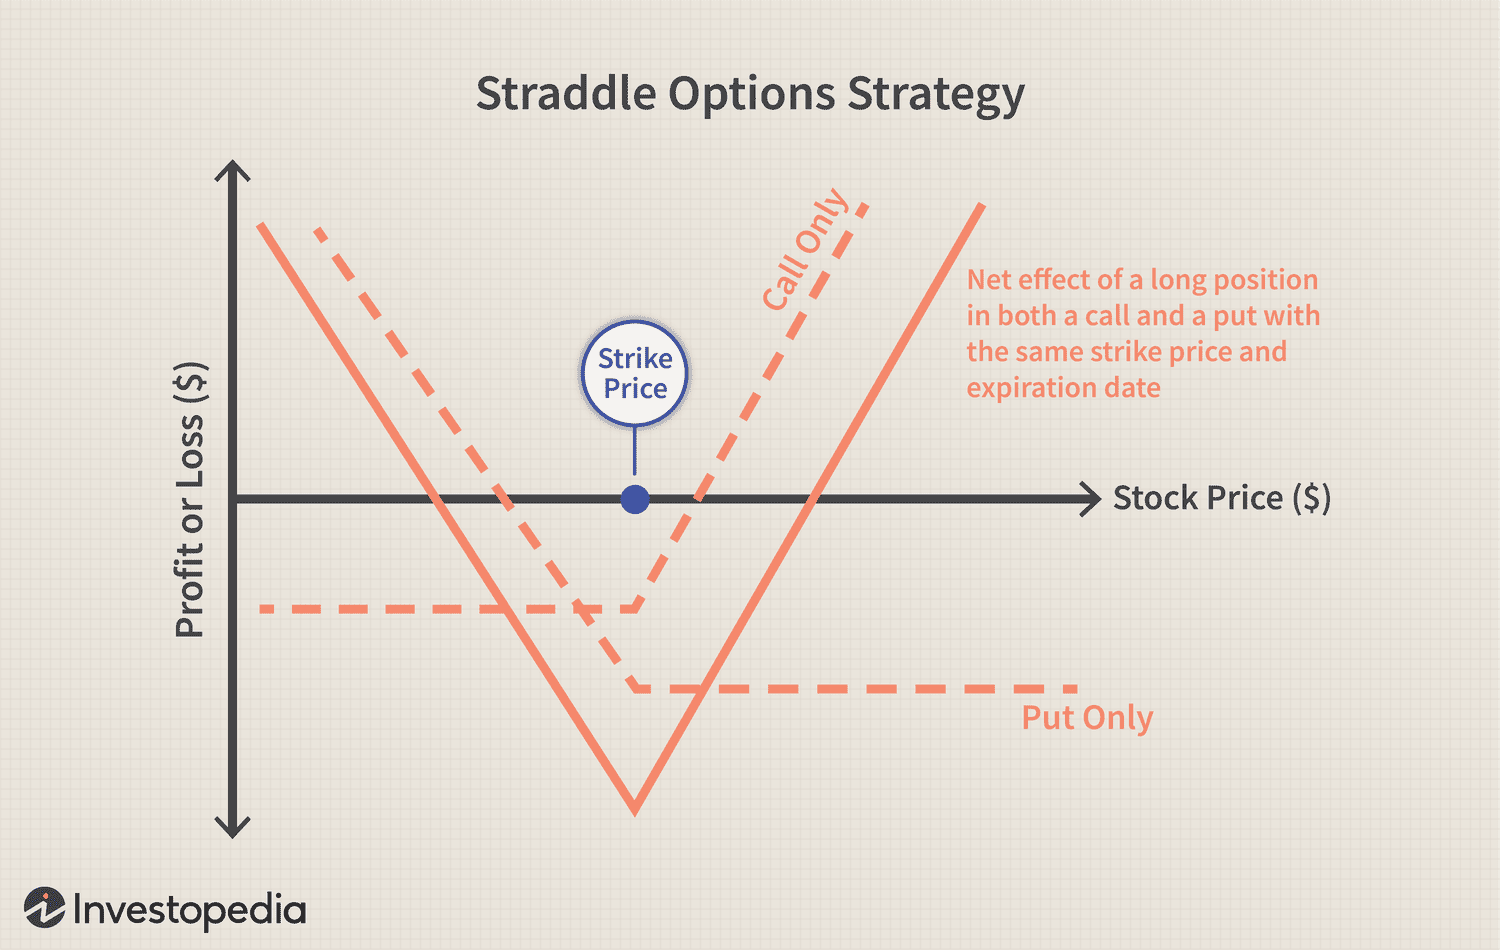 Straddle Options Strategy
Call Only
Net effect of a long position
in both a call and a put with
the same strike price and
expiration date
Strike
Price
Profit or Loss ($)
Stock Price ($)
Put Only
Investopedia